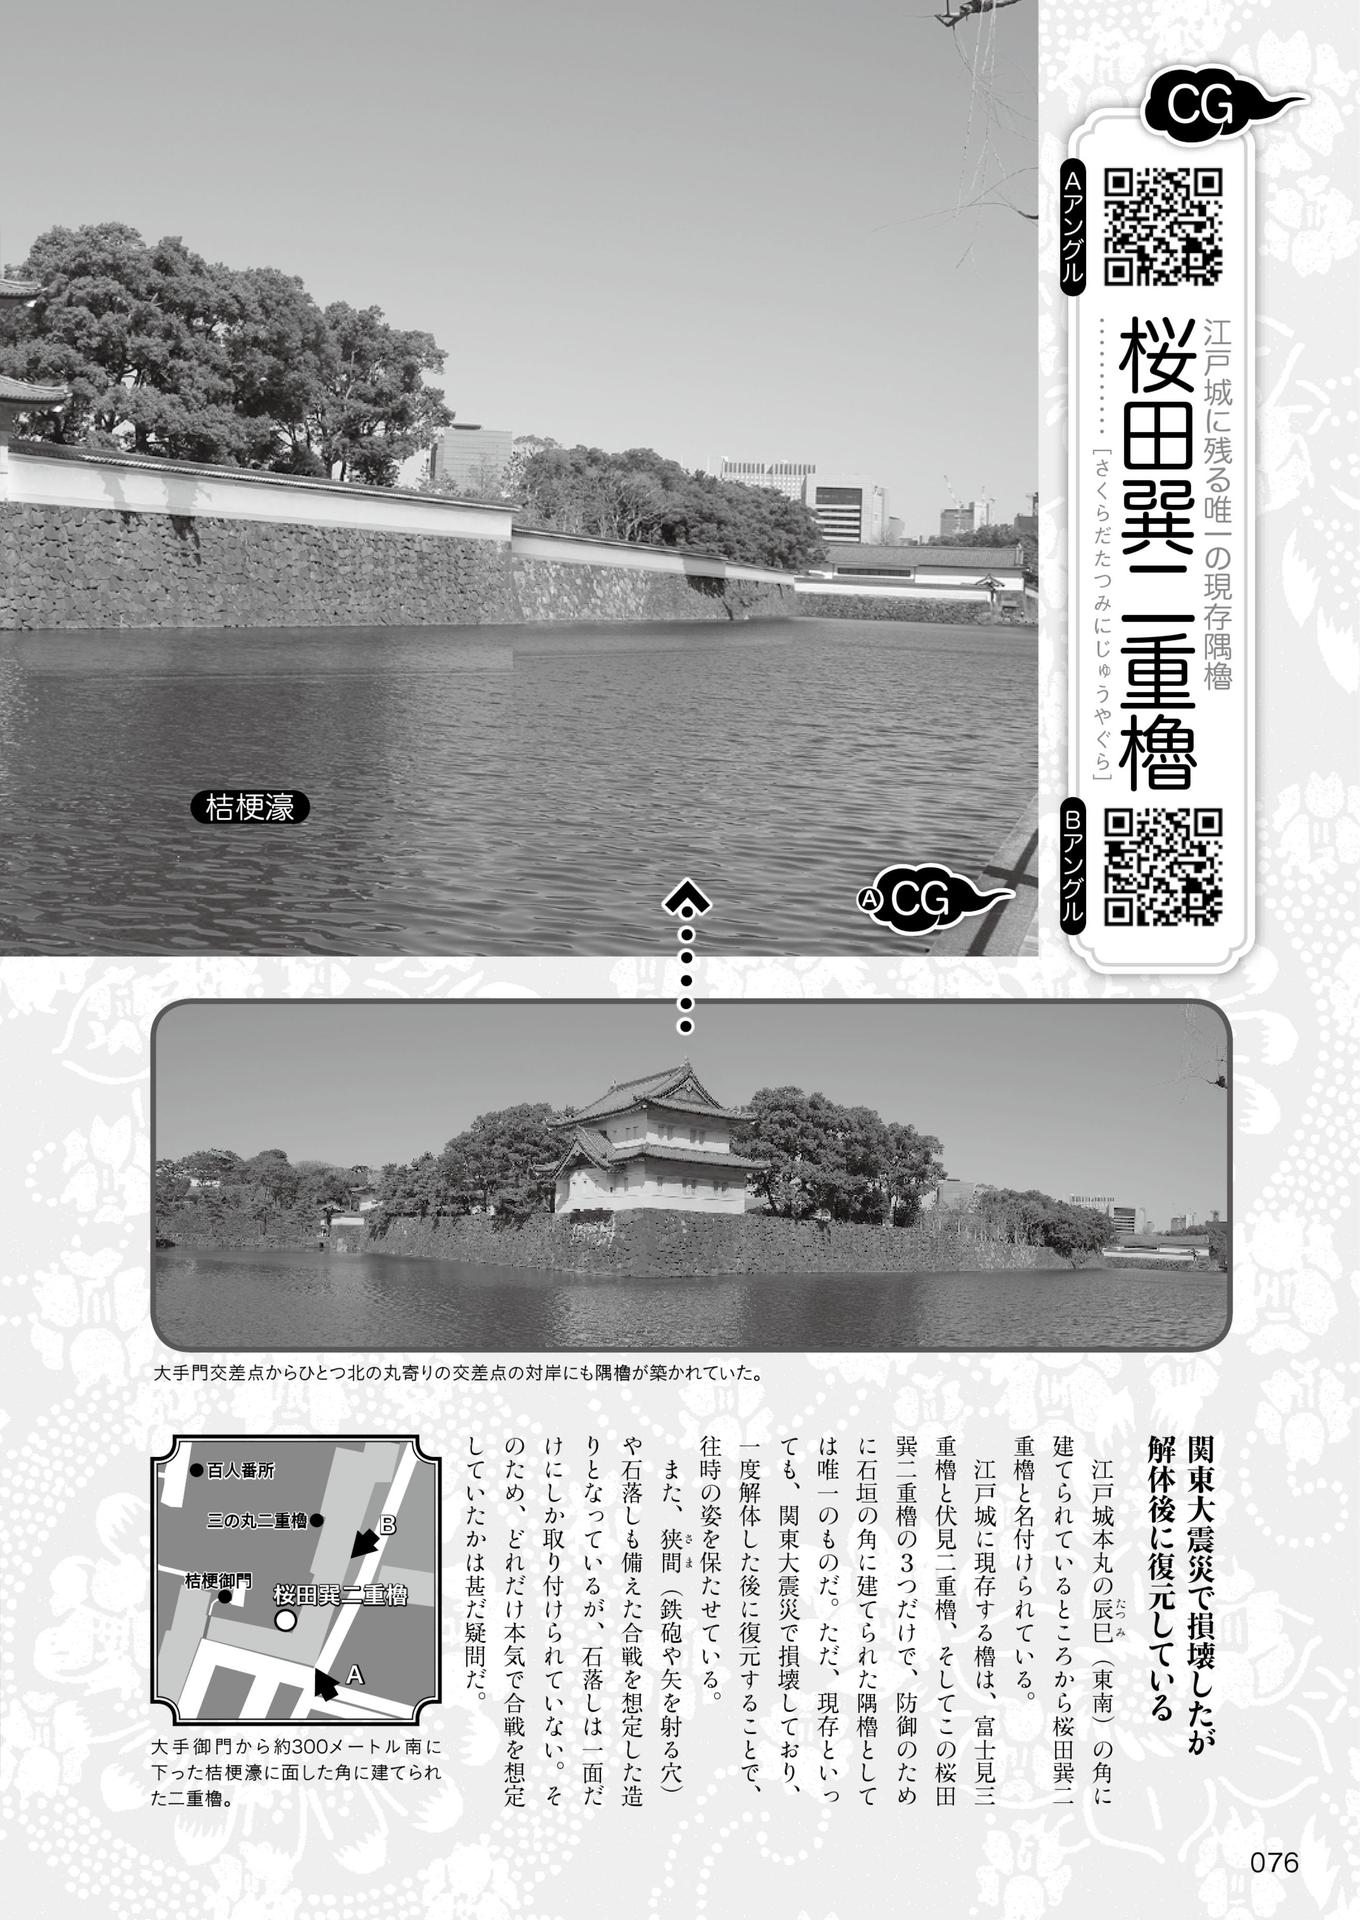 CG
Aアングル
江戸城に残る唯一の現存隅櫓
桜田巽二重櫓
[さくらだたつみにじゅうやぐら]
Bアングル
桔梗濠
A CG
大手門交差点からひとつ北の丸寄りの交差点の対岸にも隅櫓が築かれていた。
関東大震災で損壊したが
解体後に復元している
江戸城本丸の辰巳（東南）の角に
たつみ
建てられているところから桜田巽二
重櫓と名付けられている。
江戸城に現存する櫓は、富士見三
重櫓と伏見二重櫓、そしてこの桜田
巽二重櫓の３つだけで、防御のため
に石垣の角に建てられた隅櫓として
は唯一のものだ。ただ、現存といっ
ても、関東大震災で損壊しており、
一度解体した後に復元することで、
往時の姿を保たせている。
また、狭間（鉄砲や矢を射る穴）
さま
や石落しも備えた合戦を想定した造
りとなっているが、石落しは一面だ
けにしか取り付けられていない。そ
のため、どれだけ本気で合戦を想定
していたかは甚だ疑問だ。
百人番所
三の丸二重櫓
B
桔梗御門
桜田巽二重櫓
A
大手御門から約300メートル南に
下った桔梗濠に面した角に建てられ
た二重櫓。
076